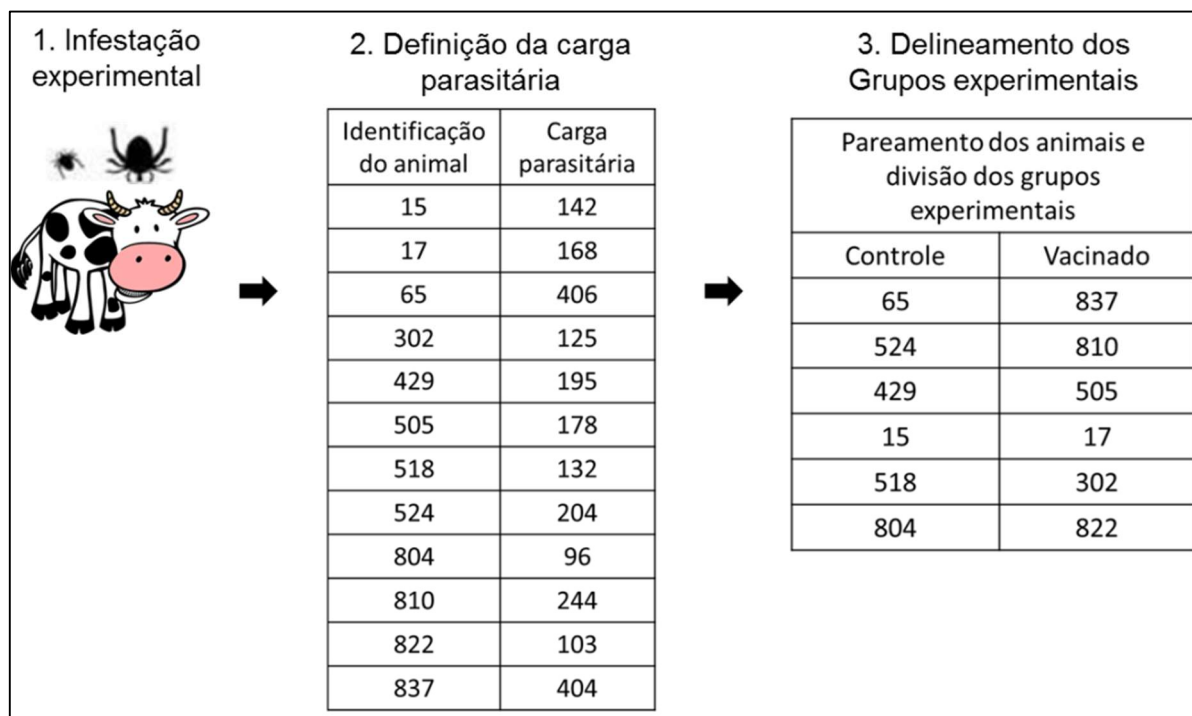 1. Infestação
experimental
2. Definição da carga
parasitária
Identificação do animal Carga parasitária
15 142
17 168
65 406
302 125
429 195
505 178
518 132
524 204
804 96
810 244
822 103
837 404
3. Delineamento dos
Grupos experimentais
Pareamento dos animais e
divisão dos grupos
experimentais
Controle Vacinado
65 837
524 810
429 505
15 17
518 302
804 822